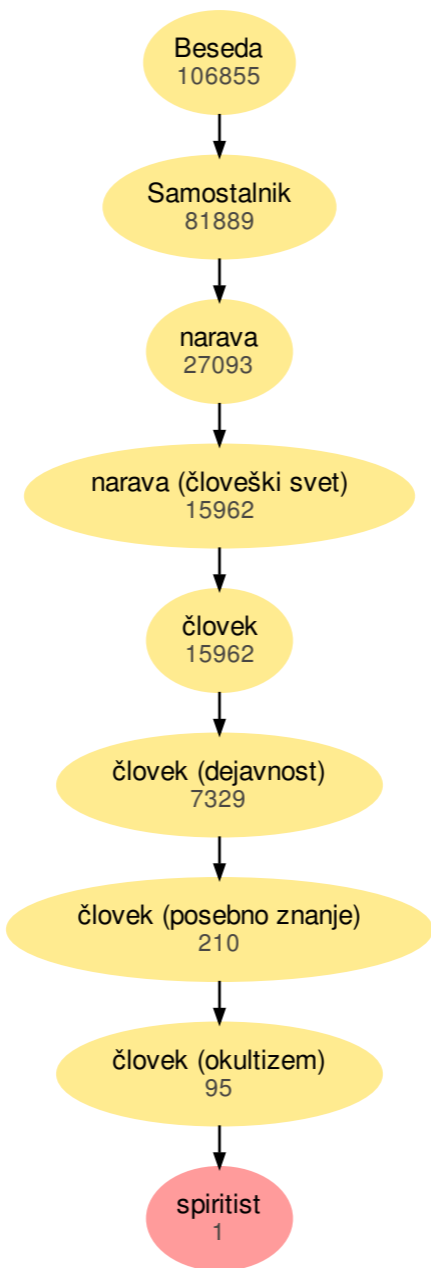 Beseda
106855
Samostalnik
81889
narava
27093
narava (človeški svet)
15962
človek
15962
človek (dejavnost)
7329
človek (posebno znanje)
210
človek (okultizem)
95
spiritist
1